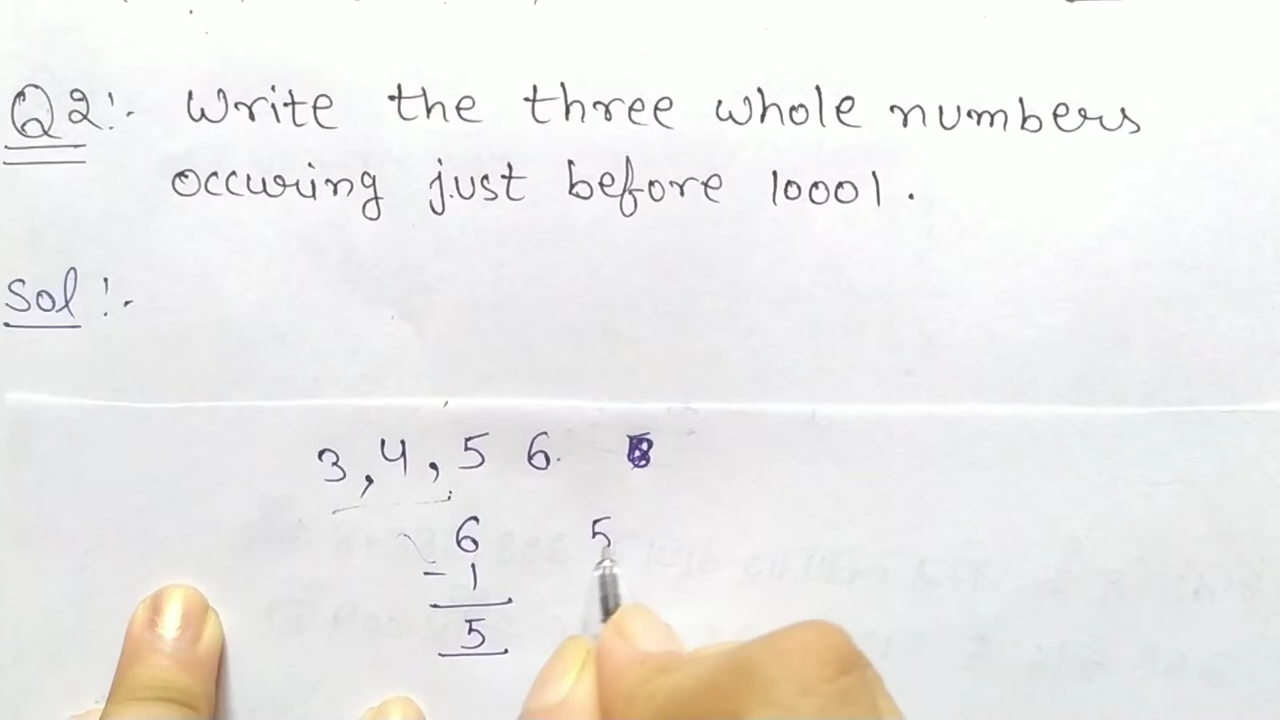 Q2:- Write the three whole numbers
occuring just before 10001.
Sol :-
3, 4, 5 6.
6 5
- 1
5